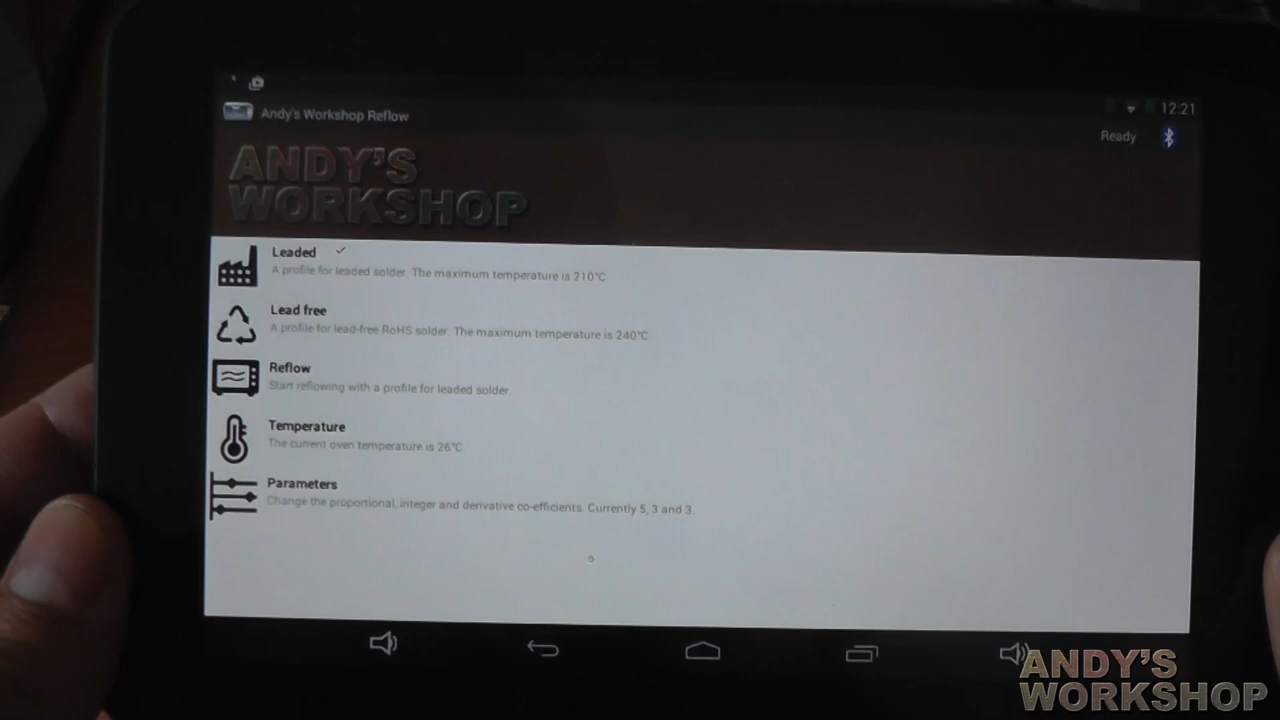 12:21
Andy's Workshop Reflow
Ready
ANDY'S
WORKSHOP
Leaded
A profile for leaded solder. The maximum temperature is 210°C
Lead free
A profile for lead-free RoHS solder. The maximum temperature is 240°C
Reflow
Start reflowing with a profile for leaded solder.
Temperature
The current oven temperature is 26°C
Parameters
Change the proportional, integer and derivative co-efficients. Currently 5, 3 and 3.
ANDY'S
WORKSHOP